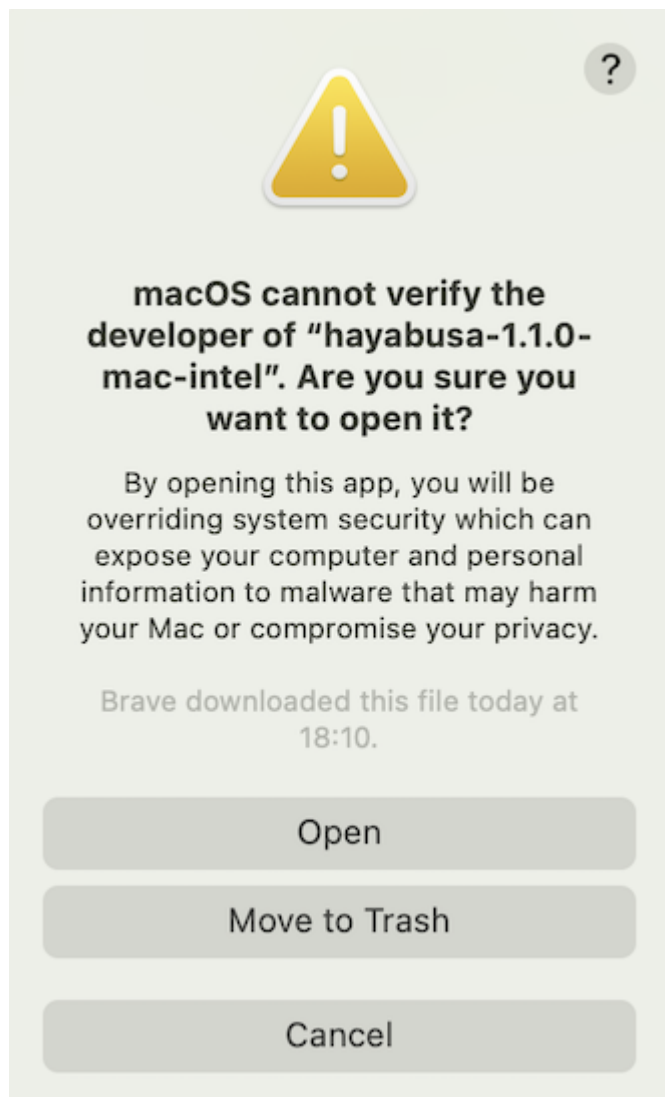 ?
macOS cannot verify the
developer of “hayabusa-1.1.0-
mac-intel”. Are you sure you
want to open it?
By opening this app, you will be
overriding system security which can
expose your computer and personal
information to malware that may harm
your Mac or compromise your privacy.
Brave downloaded this file today at
18:10.
Open
Move to Trash
Cancel